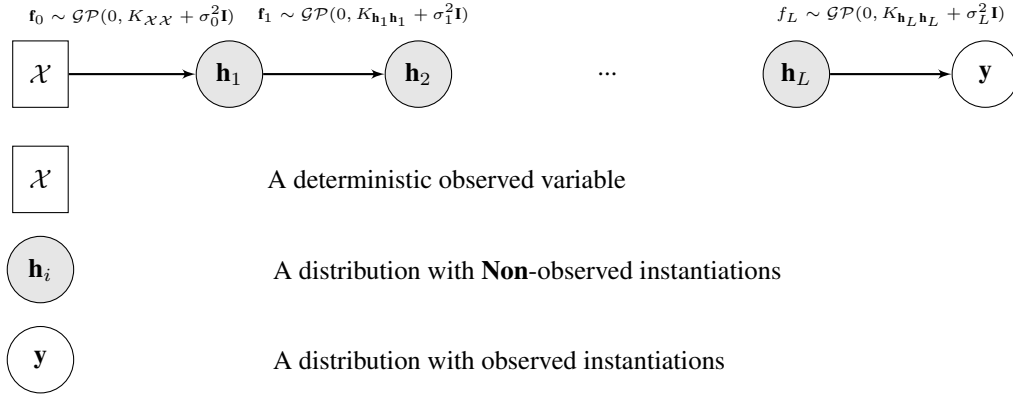 f₀ ∼ 𝒢𝒫(0, K_𝒳𝒳 + σ₀²I) f₁ ∼ 𝒢𝒫(0, K_h₁h₁ + σ₁²I) f_L ∼ 𝒢𝒫(0, K_h_Lh_L + σ_L²I)
𝒳 h₁ h₂ ... h_L y
𝒳 A deterministic observed variable
hᵢ A distribution with Non-observed instantiations
y A distribution with observed instantiations